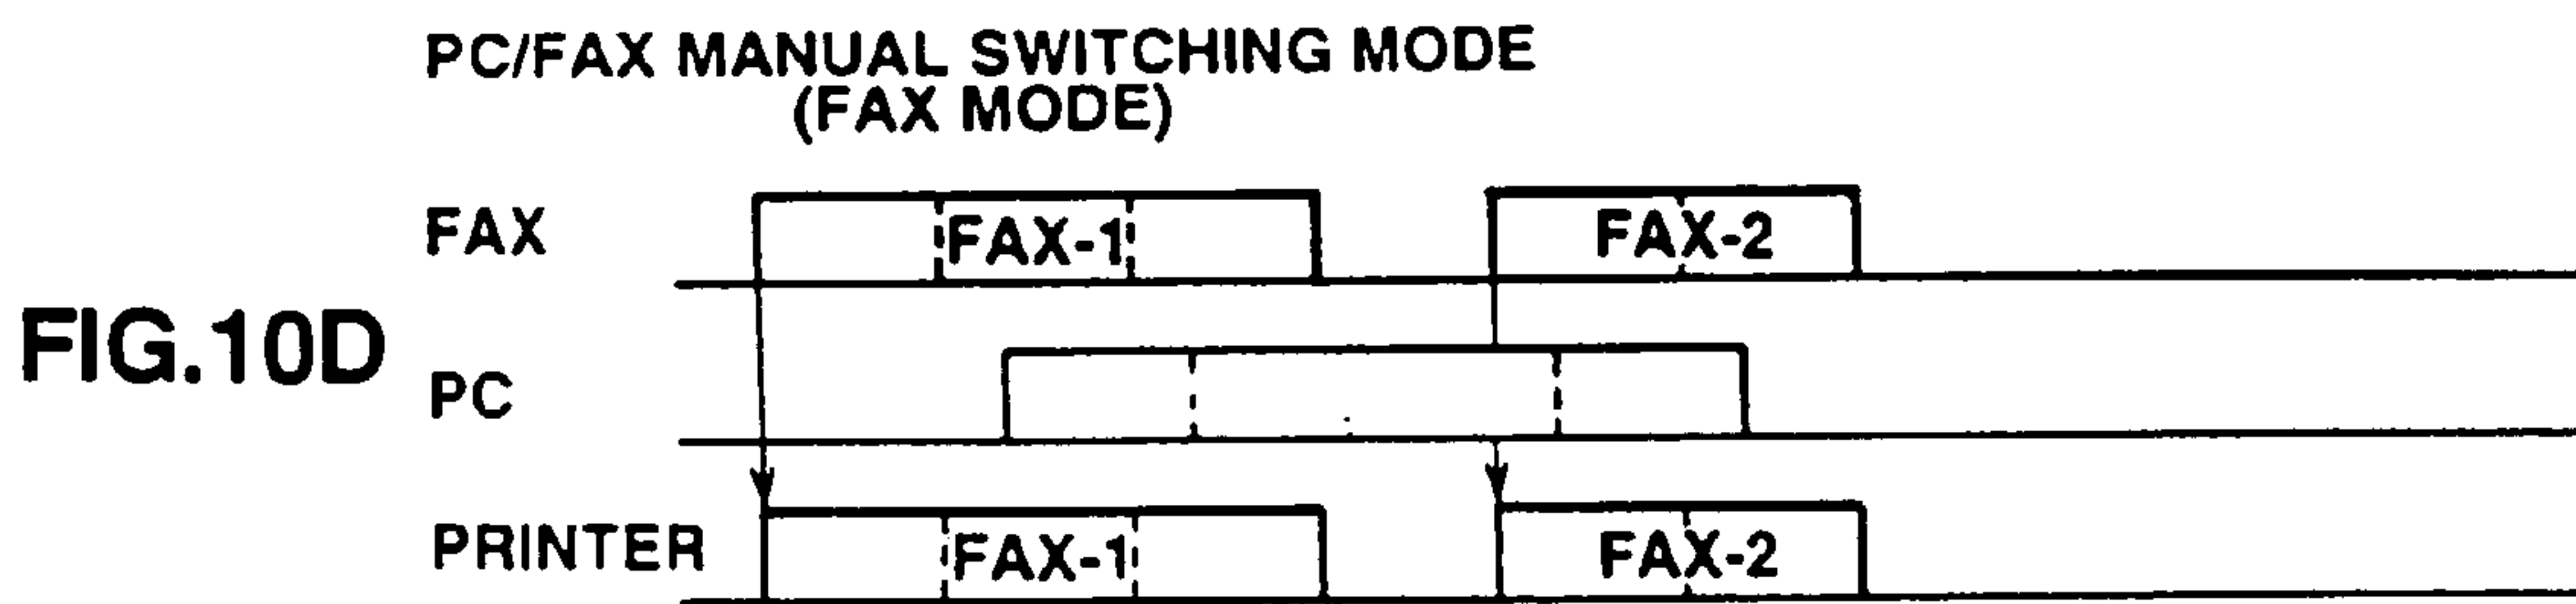 PC/FAX MANUAL SWITCHING MODE
(FAX MODE)
FAX
FAX-1
FAX-2
FIG.10D
PC
PRINTER
FAX-1
FAX-2